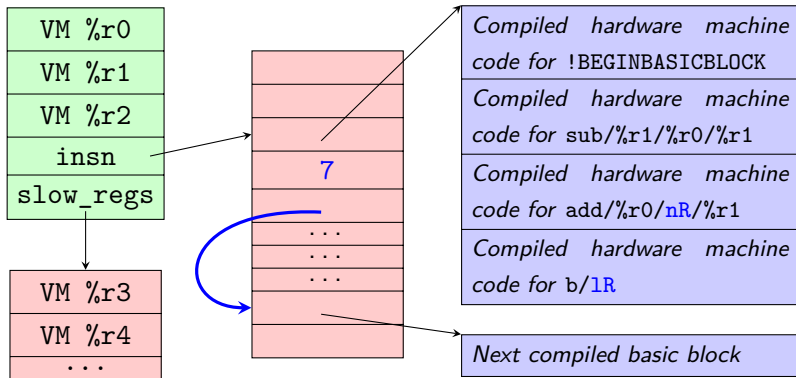 VM %r0
VM %r1
VM %r2
insn
slow_regs
VM %r3
VM %r4
...
7
...
...
...
Compiled hardware machine
code for !BEGINBASICBLOCK
Compiled hardware machine
code for sub/%r1/%r0/%r1
Compiled hardware machine
code for add/%r0/nR/%r1
Compiled hardware machine
code for b/lR
Next compiled basic block